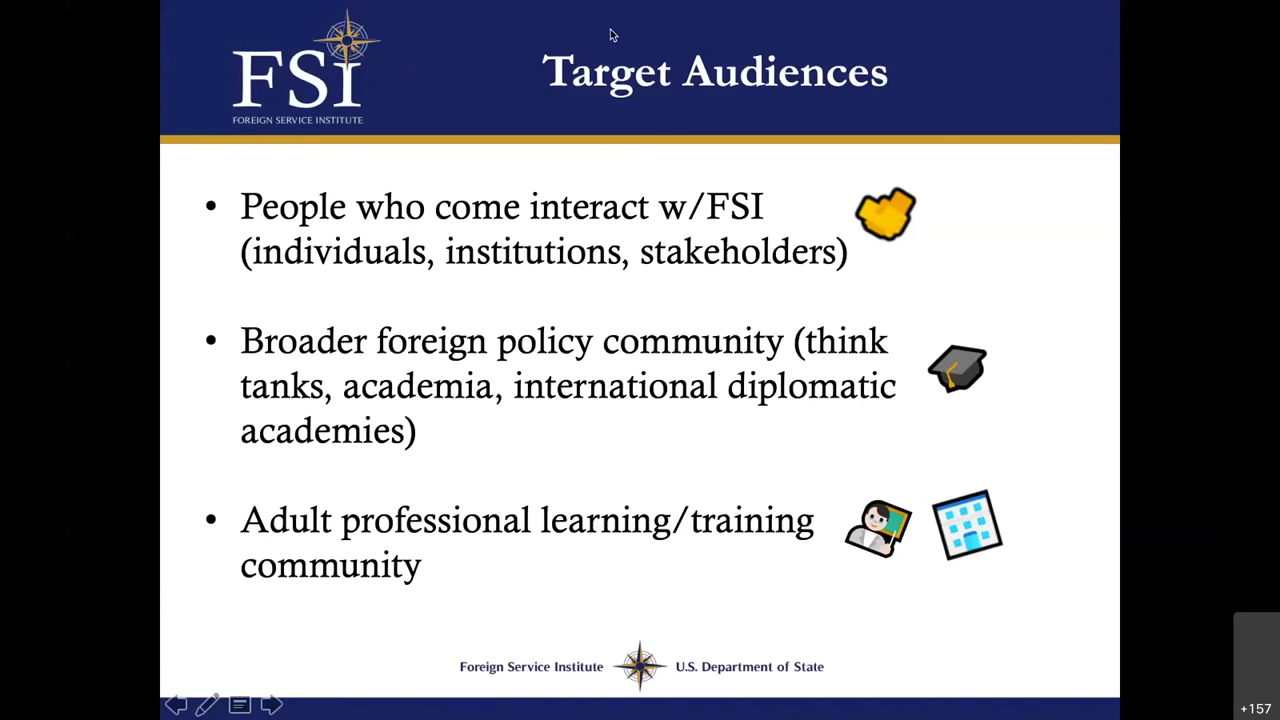 FSI
FOREIGN SERVICE INSTITUTE
Target Audiences
• People who come interact w/FSI
(individuals, institutions, stakeholders)
• Broader foreign policy community (think
tanks, academia, international diplomatic
academies)
• Adult professional learning/training
community
Foreign Service Institute U.S. Department of State
+157